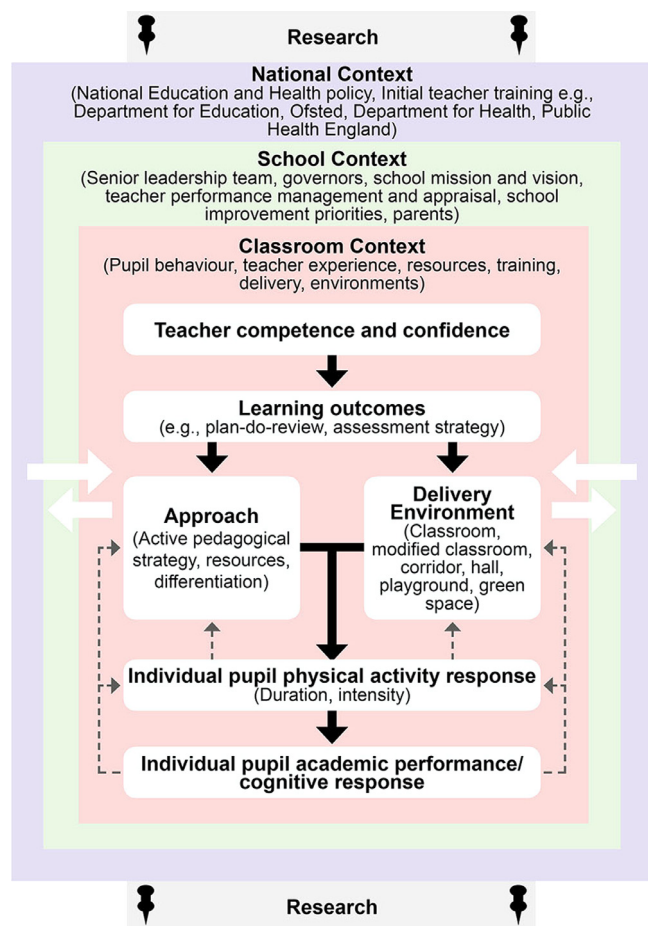 Research
National Context
(National Education and Health policy, Initial teacher training e.g.,
Department for Education, Ofsted, Department for Health, Public
Health England)
School Context
(Senior leadership team, governors, school mission and vision,
teacher performance management and appraisal, school
improvement priorities, parents)
Classroom Context
(Pupil behaviour, teacher experience, resources, training,
delivery, environments)
Teacher competence and confidence
Learning outcomes
(e.g., plan-do-review, assessment strategy)
Approach
(Active pedagogical
strategy, resources,
differentiation)
Delivery
Environment
(Classroom,
modified classroom,
corridor, hall,
playground, green
space)
Individual pupil physical activity response
(Duration, intensity)
Individual pupil academic performance/
cognitive response
Research